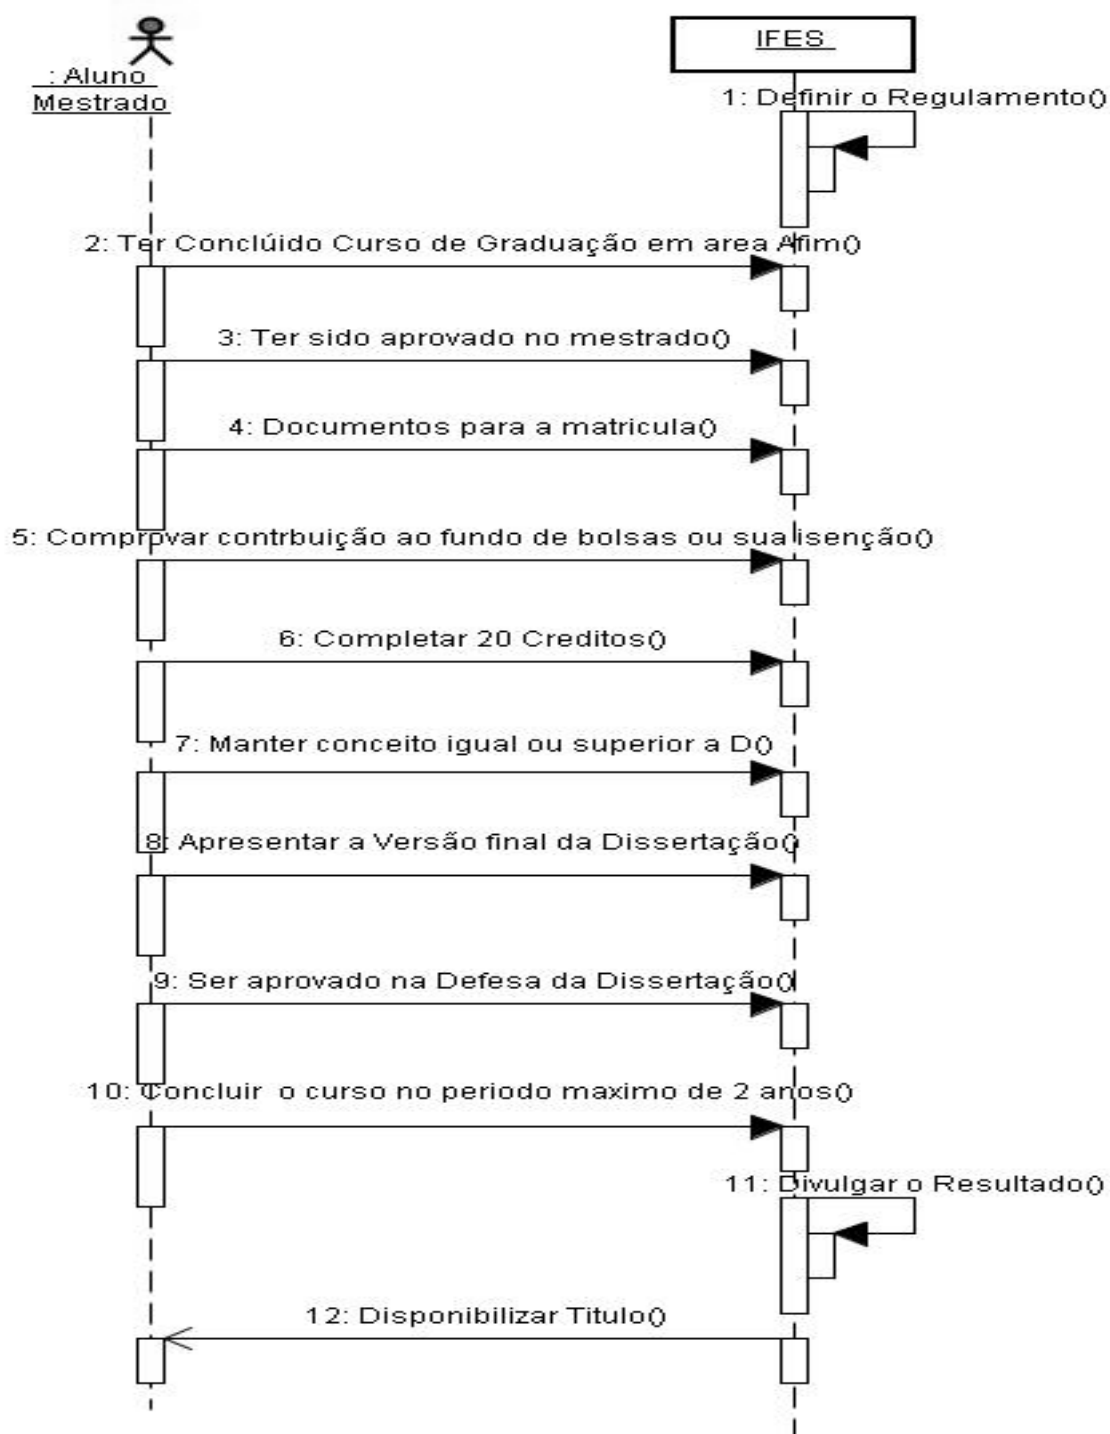 : Aluno
Mestrado
IFES
1: Definir o Regulamento()
2: Ter Conclúido Curso de Graduação em area Afim()
3: Ter sido aprovado no mestrado()
4: Documentos para a matricula()
5: Comprovar contrbuição ao fundo de bolsas ou sua isenção()
6: Completar 20 Creditos()
7: Manter conceito igual ou superior a D()
8: Apresentar a Versão final da Dissertação()
9: Ser aprovado na Defesa da Dissertação()
10: Concluir o curso no periodo maximo de 2 anos()
11: Divulgar o Resultado()
12: Disponibilizar Titulo()